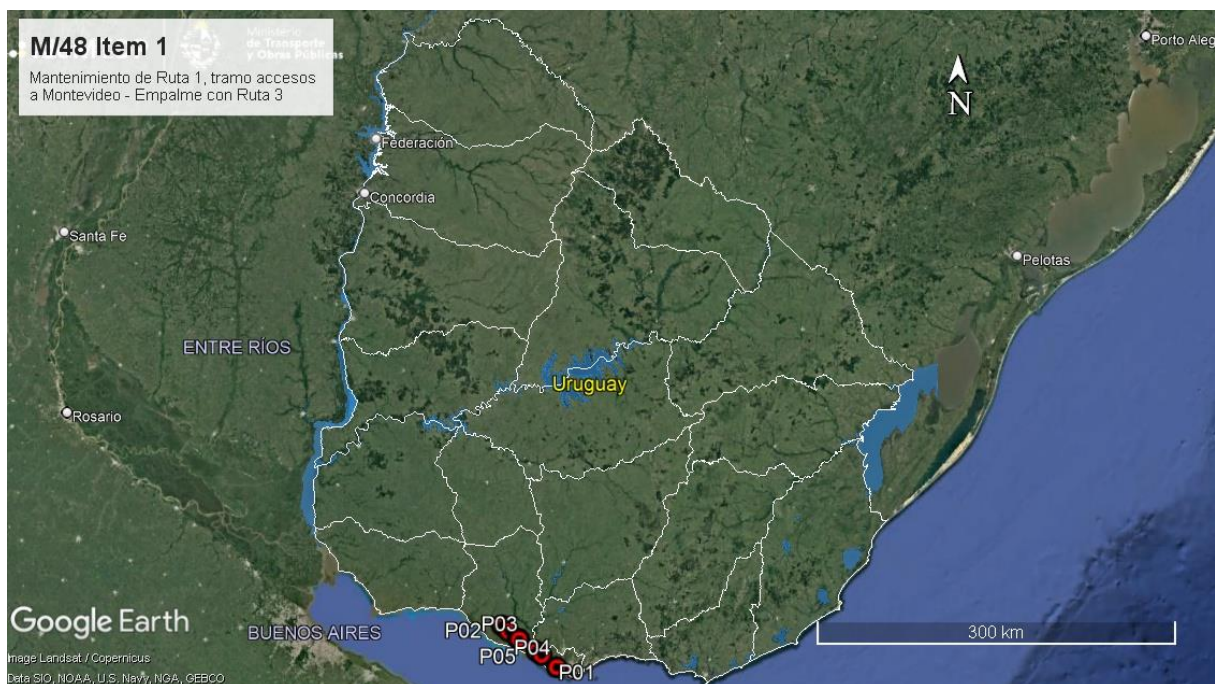 M/48 Item 1
Ministerio
de Transporte
y Obras Públicas
Mantenimiento de Ruta 1, tramo accesos
a Montevideo - Empalme con Ruta 3
N
Porto Aleg
Federación
Concordia
Santa Fe
Pelotas
ENTRE RÍOS
Uruguay
Rosario
Google Earth
BUENOS AIRES
P02
P03
P04
P05
P01
300 km
Image Landsat / Copernicus
Data SIO, NOAA, U.S. Navy, NGA, GEBCO